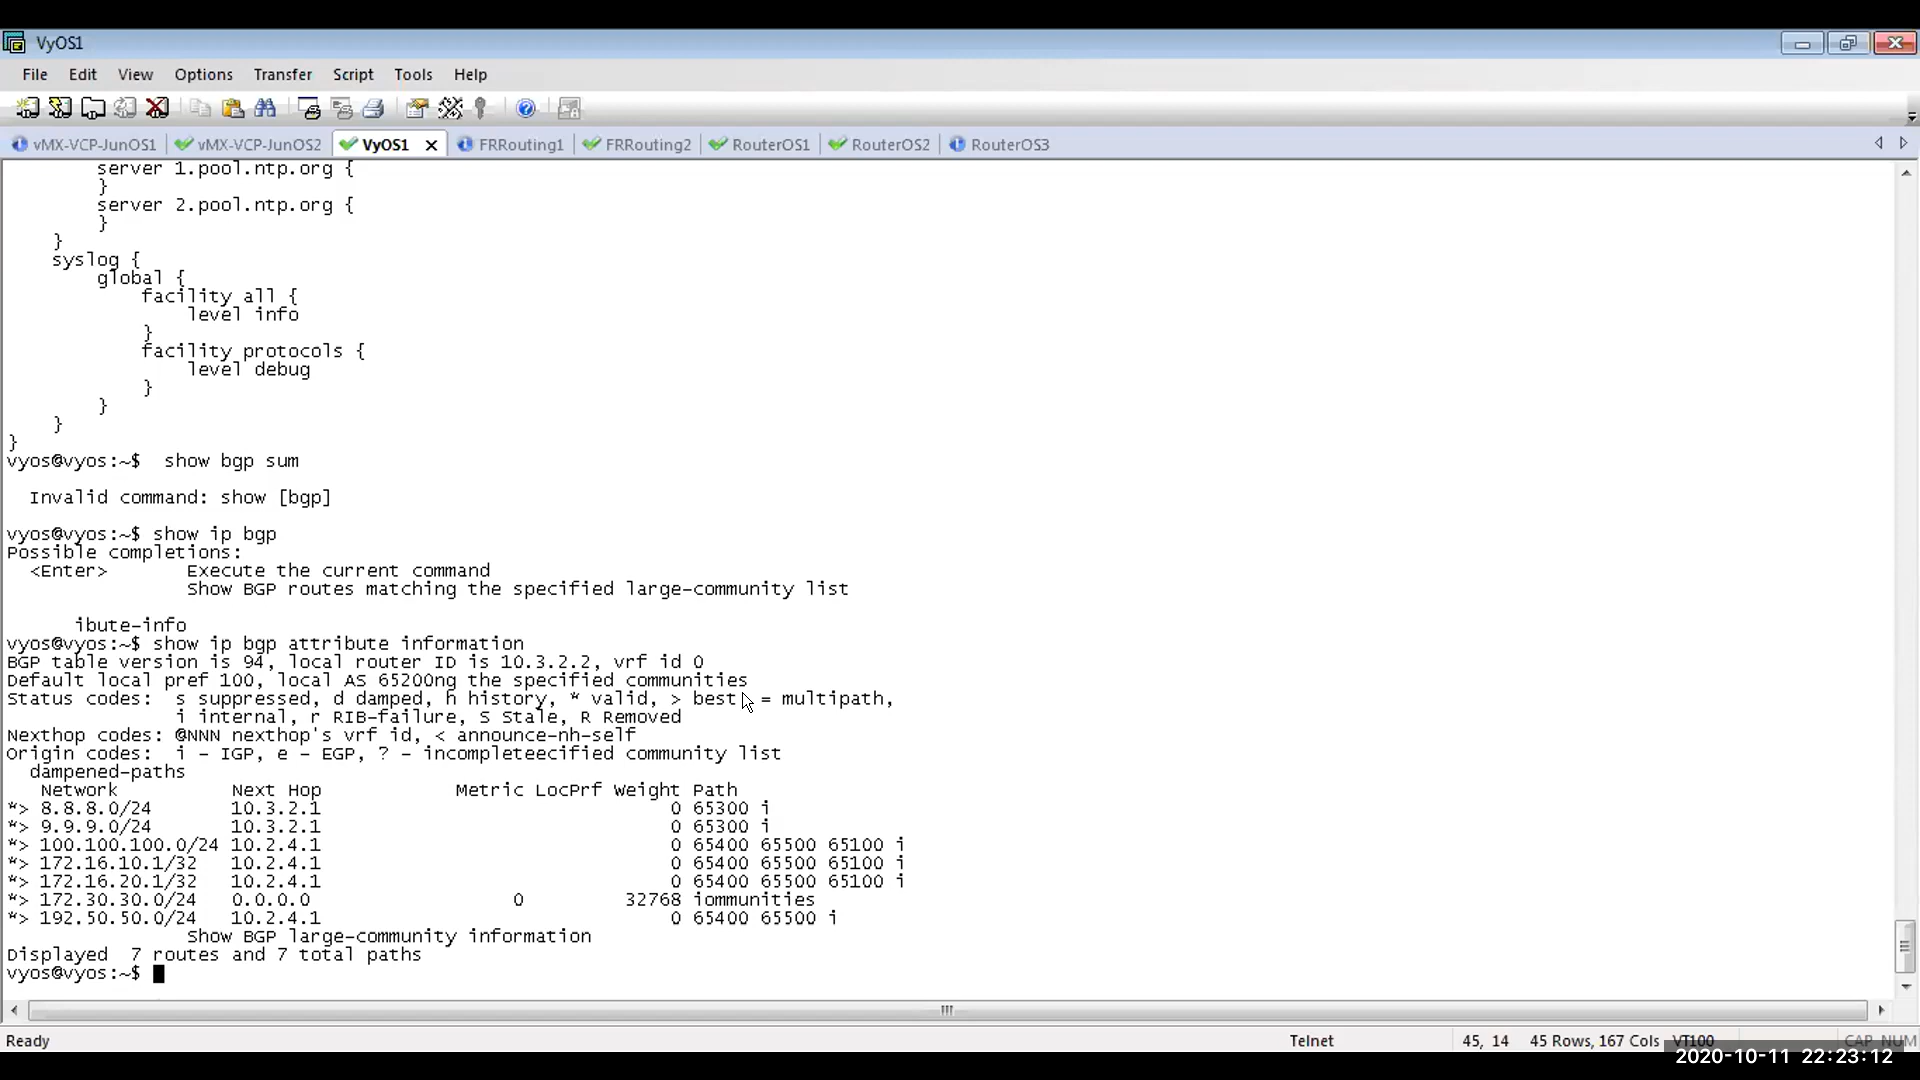 VyOS1
File Edit View Options Transfer Script Tools Help
vMX-VCP-JunOS1 vMX-VCP-JunOS2 VyOS1 FRRouting1 FRRouting2 RouterOS1 RouterOS2 RouterOS3
server 1.pool.ntp.org {
}
server 2.pool.ntp.org {
}
}
syslog {
global {
facility all {
level info
}
facility protocols {
level debug
}
}
}
}
vyos@vyos:~$  show bgp sum
Invalid command: show [bgp]
vyos@vyos:~$ show ip bgp
Possible completions:
<Enter> Execute the current command
Show BGP routes matching the specified large-community list
ibute-info
vyos@vyos:~$ show ip bgp attribute information
BGP table version is 94, local router ID is 10.3.2.2, vrf id 0
Default local pref 100, local AS 65200ng the specified communities
Status codes:  s suppressed, d damped, h history, * valid, > best, = multipath,
i internal, r RIB-failure, S Stale, R Removed
Nexthop codes: @NNN nexthop's vrf id, < announce-nh-self
Origin codes:  i - IGP, e - EGP, ? - incompleteecified community list
dampened-paths
Network Next Hop Metric LocPrf Weight Path
*> 8.8.8.0/24 10.3.2.1 0 65300 i
*> 9.9.9.0/24 10.3.2.1 0 65300 i
*> 100.100.100.0/24 10.2.4.1 0 65400 65500 65100 i
*> 172.16.10.1/32 10.2.4.1 0 65400 65500 65100 i
*> 172.16.20.1/32 10.2.4.1 0 65400 65500 65100 i
*> 172.30.30.0/24 0.0.0.0 0 32768 iommunities
*> 192.50.50.0/24 10.2.4.1 0 65400 65500 i
Show BGP large-community information
Displayed  7 routes and 7 total paths
vyos@vyos:~$
Ready Telnet 45, 14 45 Rows, 167 Cols VT100 CAP NUM
2020-10-11 22:23:12